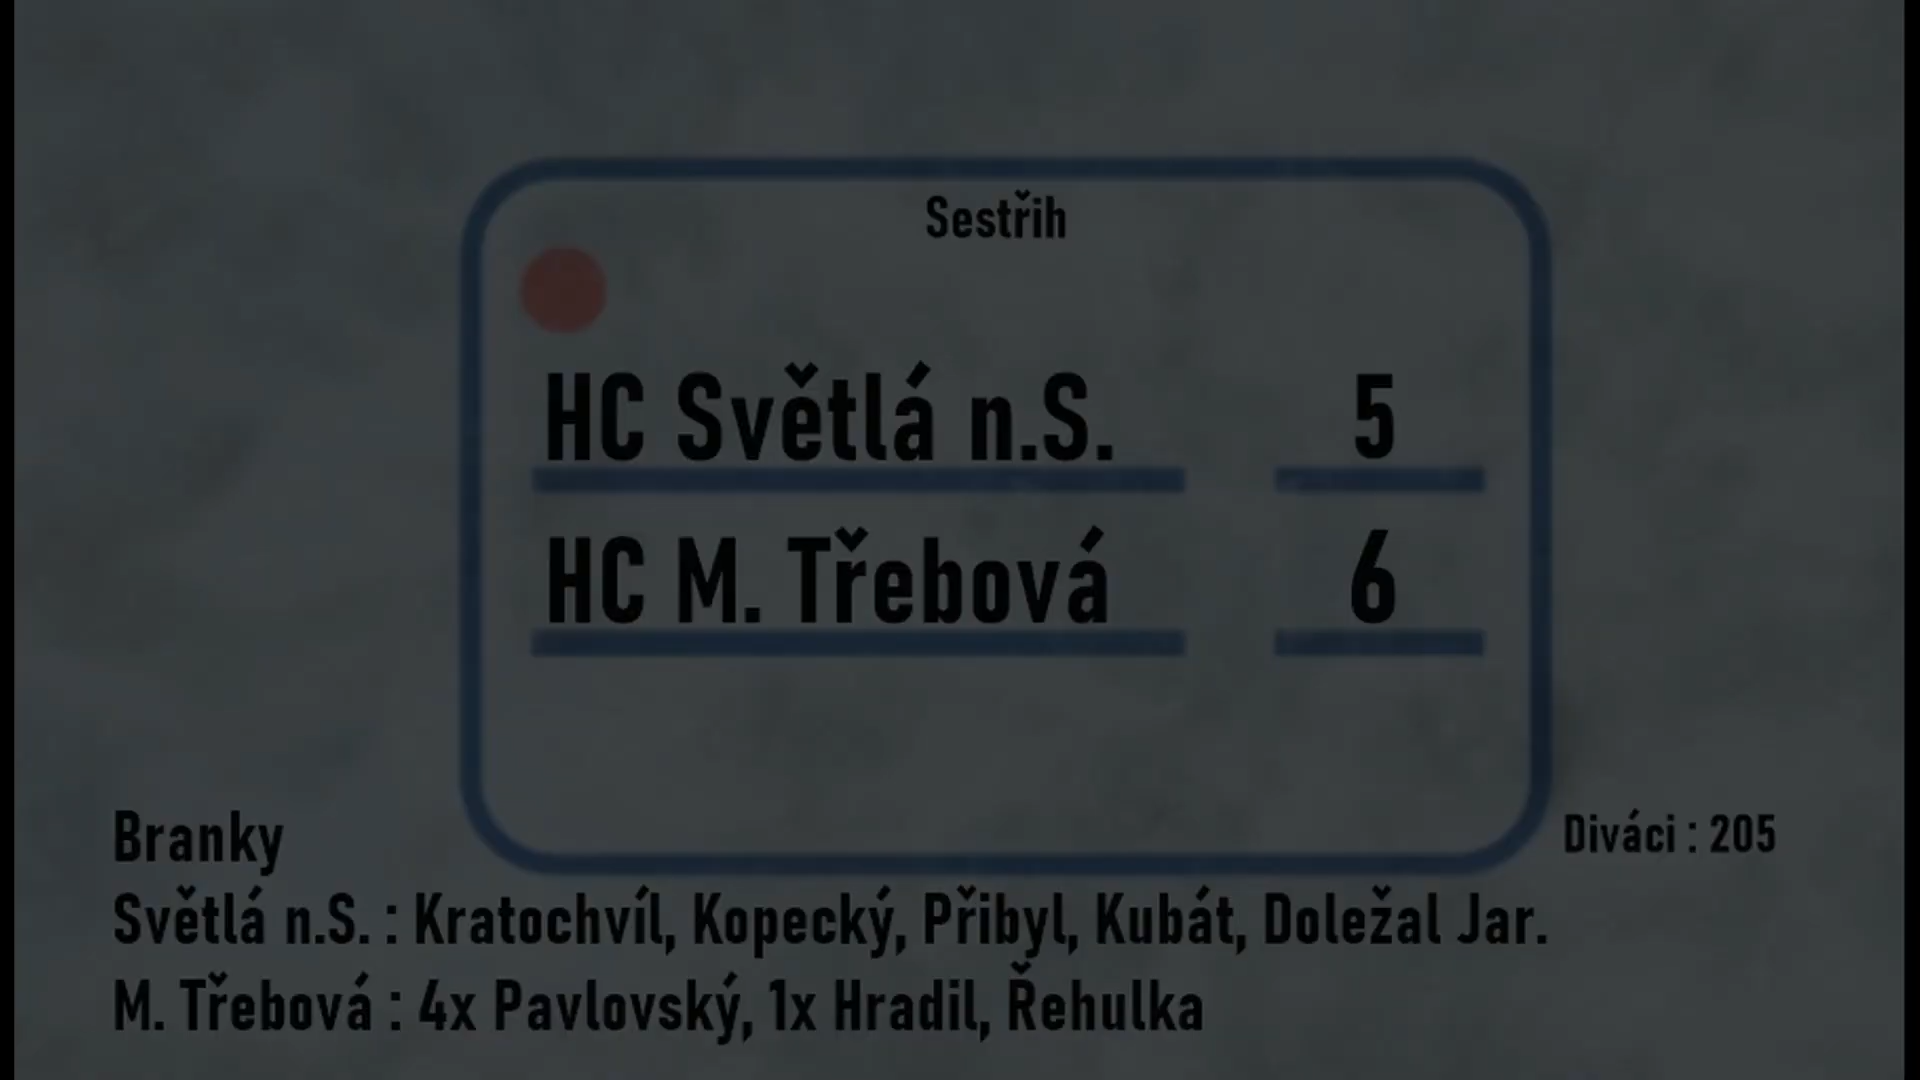 Sestřih
HC Světlá n.S. 5
HC M. Třebová 6
Branky
Diváci : 205
Světlá n.S. : Kratochvíl, Kopecký, Přibyl, Kubát, Doležal Jar.
M. Třebová : 4x Pavlovský, 1x Hradil, Řehulka